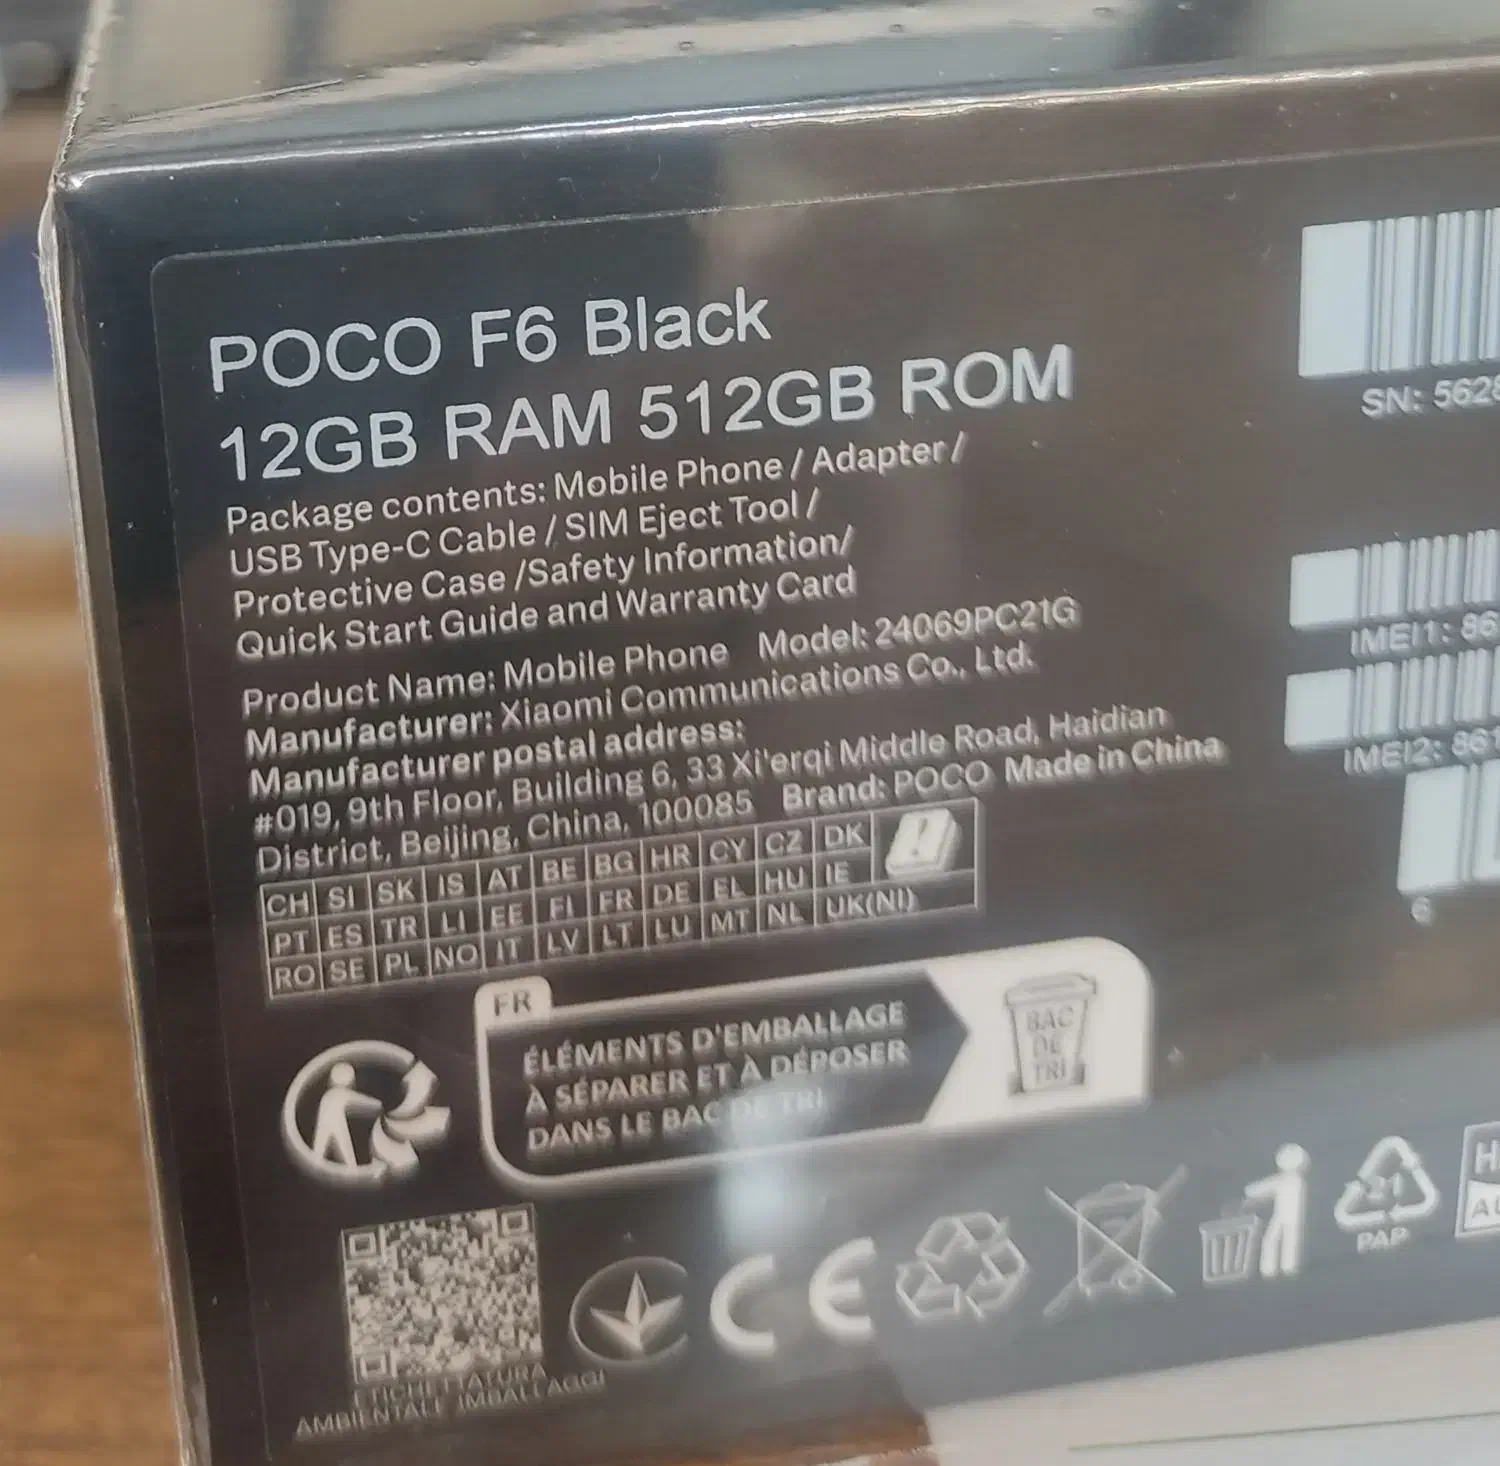 POCO F6 Black
12GB RAM 512GB ROM
Package contents: Mobile Phone / Adapter /
USB Type-C Cable / SIM Eject Tool /
Protective Case /Safety Information/
Quick Start Guide and Warranty Card
Product Name: Mobile Phone Model: 24069PC21G
Manufacturer: Xiaomi Communications Co., Ltd.
Manufacturer postal address:
#019, 9th Floor, Building 6, 33 Xi'erqi Middle Road, Haidian
District, Beijing, China, 100085 Brand: POCO Made in China
CH SI SK IS AT BE BG HR CY CZ DK
PT ES TR LI EE FI FR DE EL HU IE
RO SE PL NO IT LV LT LU MT NL UK(NI)
SN: 5628
IMEI1: 86
IMEI2: 861
6
FR
ÉLÉMENTS D'EMBALLAGE
À SÉPARER ET À DÉPOSER
DANS LE BAC DE TRI
BAC
DE
TRI
ETICHETTATURA
AMBIENTALE IMBALLAGGI
CE
21
PAP